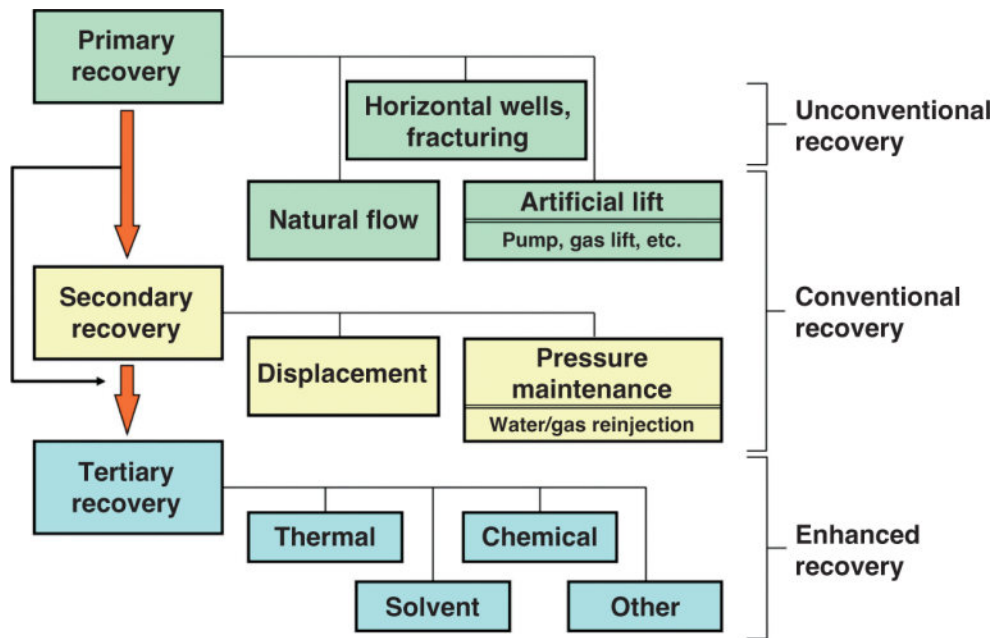 Primary
recovery
Horizontal wells,
fracturing
Unconventional
recovery
Natural flow
Artificial lift
Pump, gas lift, etc.
Secondary
recovery
Conventional
recovery
Displacement
Pressure
maintenance
Water/gas reinjection
Tertiary
recovery
Thermal
Chemical
Enhanced
recovery
Solvent
Other